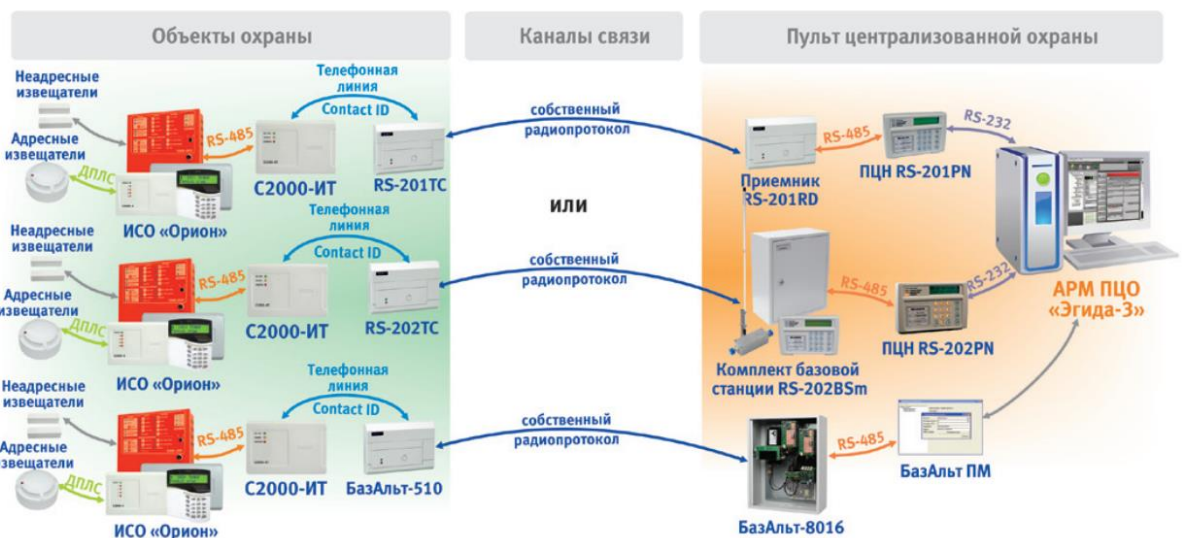 Объекты охраны
Каналы связи
Пульт централизованной охраны
Неадресные
извещатели
Адресные
извещатели
ДПЛС
ИСО «Орион»
RS-485
С2000-ИТ
Телефонная
линия
Contact ID
RS-201TC
собственный
радиопротокол
Приемник
RS-201RD
RS-485
ПЦН RS-201PN
RS-232
или
Неадресные
извещатели
Адресные
извещатели
ДПЛС
ИСО «Орион»
RS-485
С2000-ИТ
Телефонная
линия
Contact ID
RS-202TC
собственный
радиопротокол
Комплект базовой
станции RS-202BSm
RS-485
ПЦН RS-202PN
RS-232
АРМ ПЦО
«Эгида-3»
Неадресные
извещатели
Адресные
звещатели
ДПЛС
ИСО «Орион»
RS-485
С2000-ИТ
Телефонная
линия
Contact ID
БазАльт-510
собственный
радиопротокол
БазАльт-8016
RS-485
БазАльт ПМ